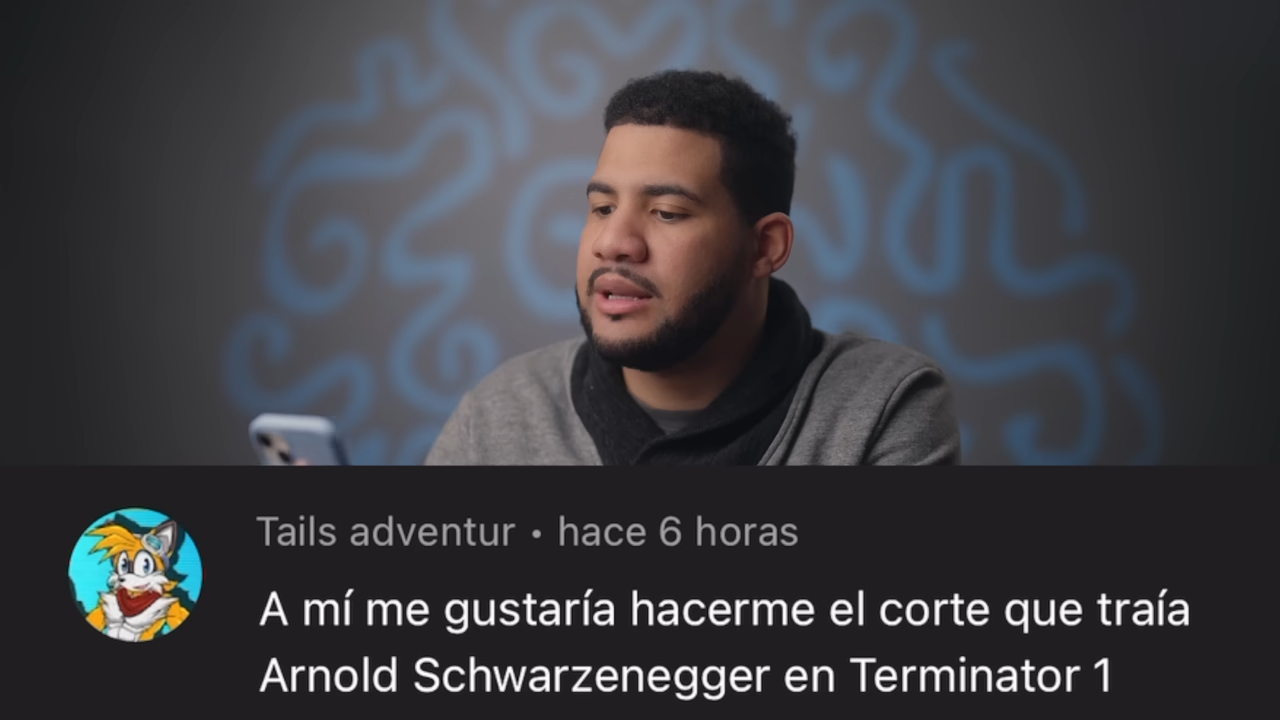 Tails adventur • hace 6 horas
A mí me gustaría hacerme el corte que traía
Arnold Schwarzenegger en Terminator 1